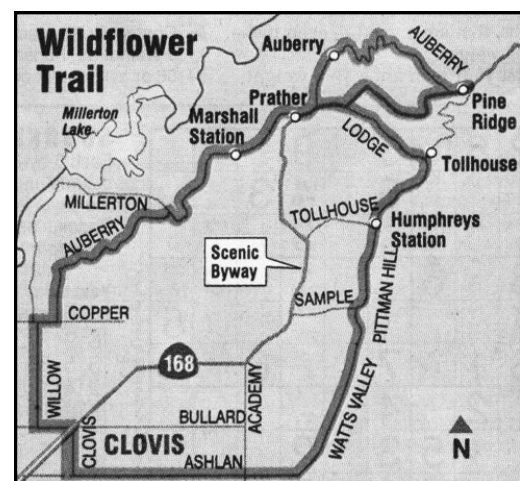 Wildflower
Trail
Auberry
AUBERRY
Millerton
Lake
Prather
Pine
Ridge
Marshall
Station
LODGE
Tollhouse
MILLERTON
TOLLHOUSE
AUBERRY
Humphreys
Station
Scenic
Byway
SAMPLE
PITTMAN HILL
COPPER
168
WILLOW
ACADEMY
WATTS VALLEY
BULLARD
CLOVIS
CLOVIS
ASHLAN
N